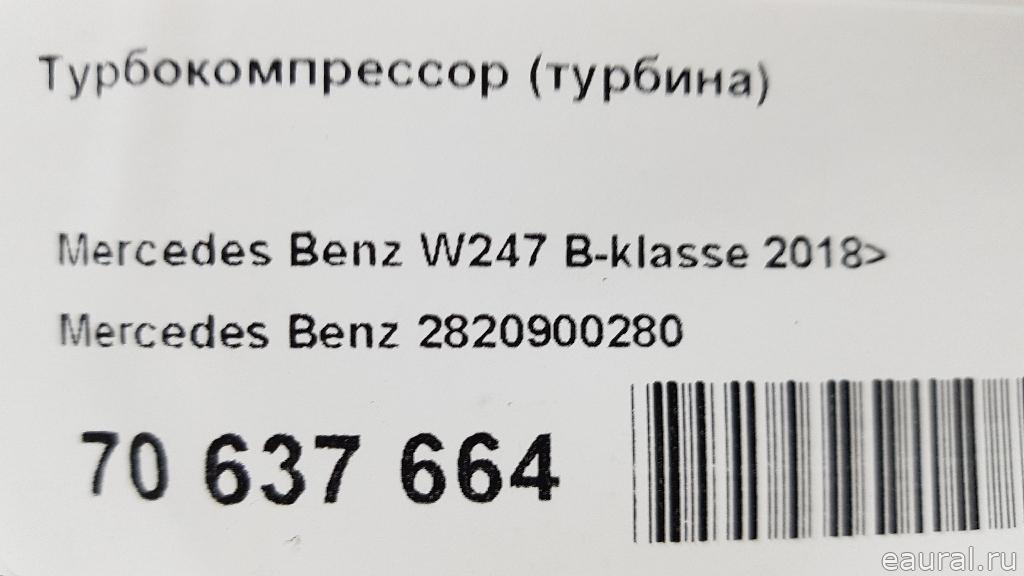 Турбокомпрессор (турбина)
Mercedes Benz W247 B-klasse 2018>
Mercedes Benz 2820900280
70 637 664
eaural.ru